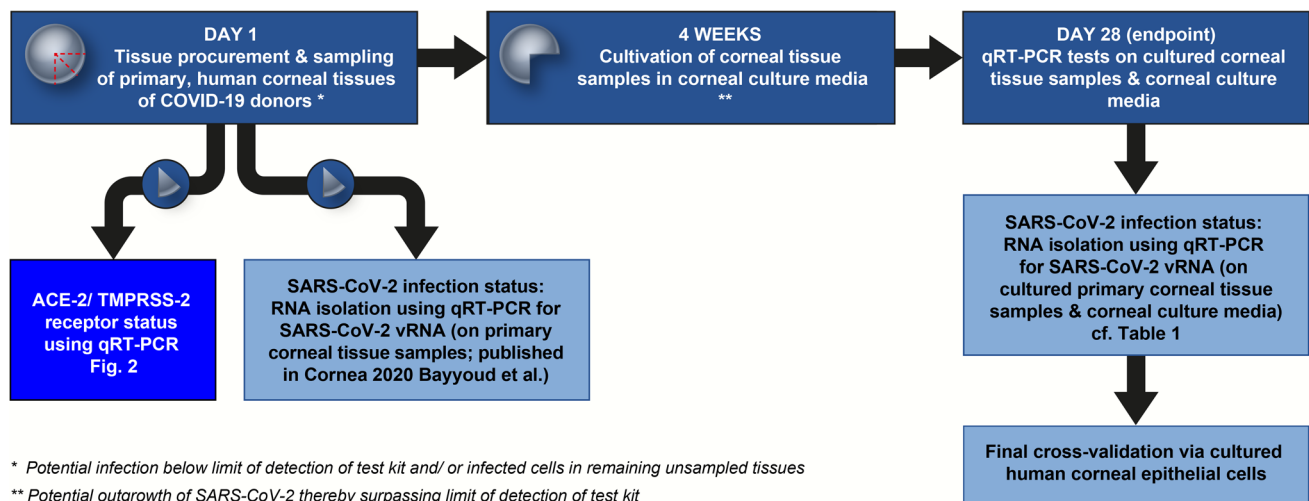 DAY 1
Tissue procurement & sampling
of primary, human corneal tissues
of COVID-19 donors *
4 WEEKS
Cultivation of corneal tissue
samples in corneal culture media
**
DAY 28 (endpoint)
qRT-PCR tests on cultured corneal
tissue samples & corneal culture
media
ACE-2/ TMPRSS-2
receptor status
using qRT-PCR
Fig. 2
SARS-CoV-2 infection status:
RNA isolation using qRT-PCR for
SARS-CoV-2 vRNA (on primary
corneal tissue samples; published
in Cornea 2020 Bayyoud et al.)
SARS-CoV-2 infection status:
RNA isolation using qRT-PCR
for SARS-CoV-2 vRNA (on
cultured primary corneal tissue
samples & corneal culture media)
cf. Table 1
Final cross-validation via cultured
human corneal epithelial cells
* Potential infection below limit of detection of test kit and/ or infected cells in remaining unsampled tissues
** Potential outgrowth of SARS-CoV-2 thereby surpassing limit of detection of test kit